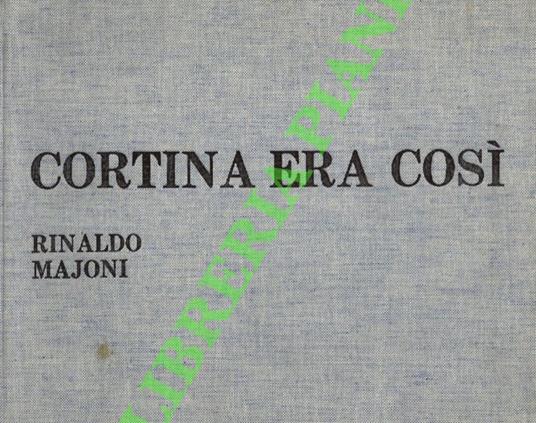 CORTINA ERA COSÌ
RINALDO
MAJONI
LIBRERIA PIANI